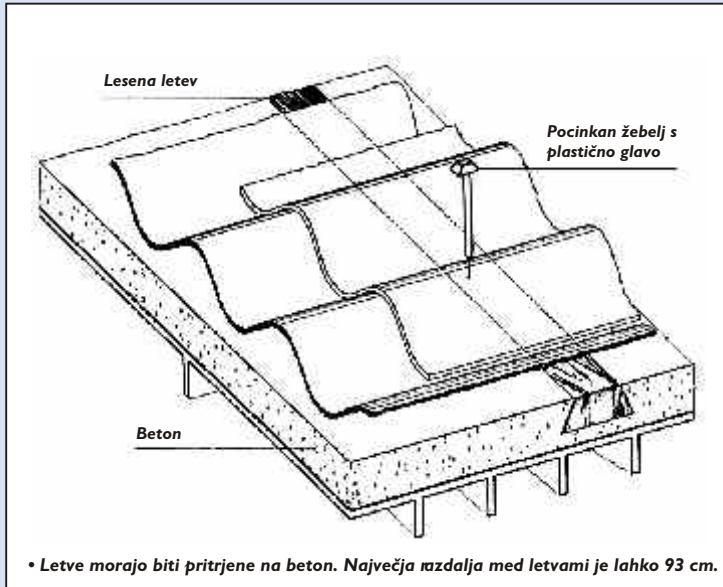 Lesena letev
Pocinkan žebelj s
plastično glavo
Beton
• Letve morajo biti pritrjene na beton. Največja razdalja med letvami je lahko 93 cm.